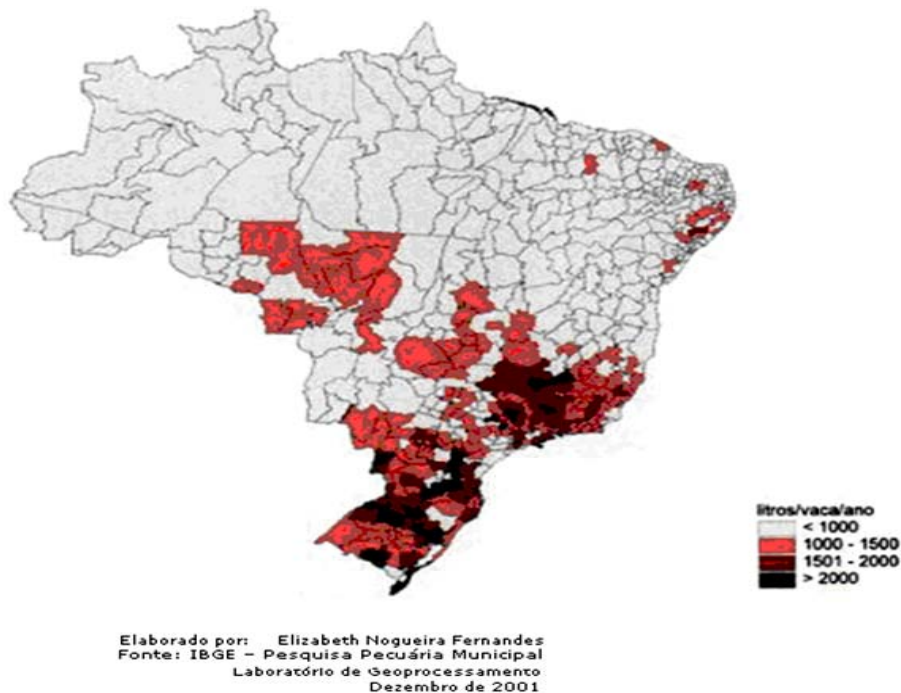 litros/vaca/ano
< 1000
1000 - 1500
1501 - 2000
> 2000
Elaborado por: Elizabeth Nogueira Fernandes
Fonte: IBGE - Pesquisa Pecuária Municipal
Laboratório de Geoprocessamento
Dezembro de 2001